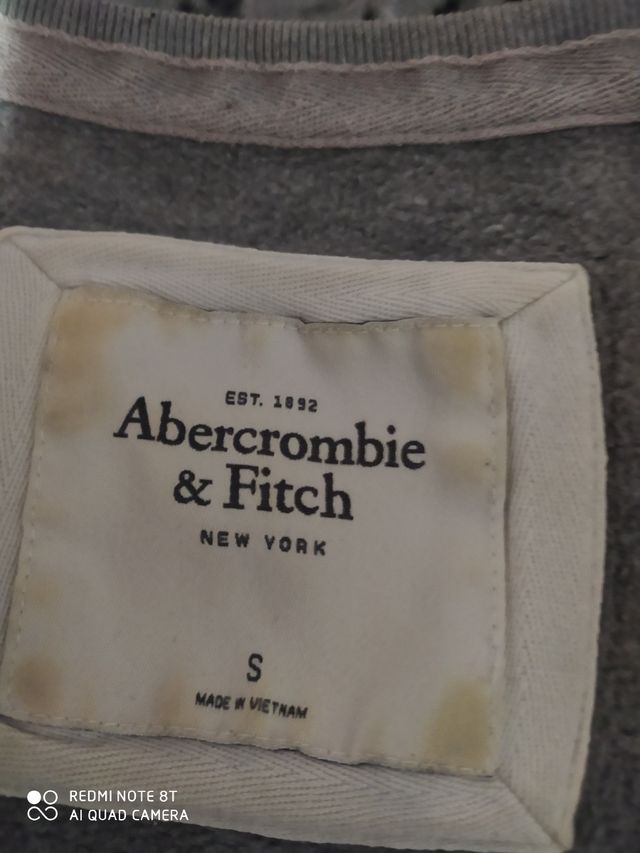 EST. 1892
Abercrombie
& Fitch
NEW YORK
S
MADE IN VIETNAM
REDMI NOTE 8T
AI QUAD CAMERA